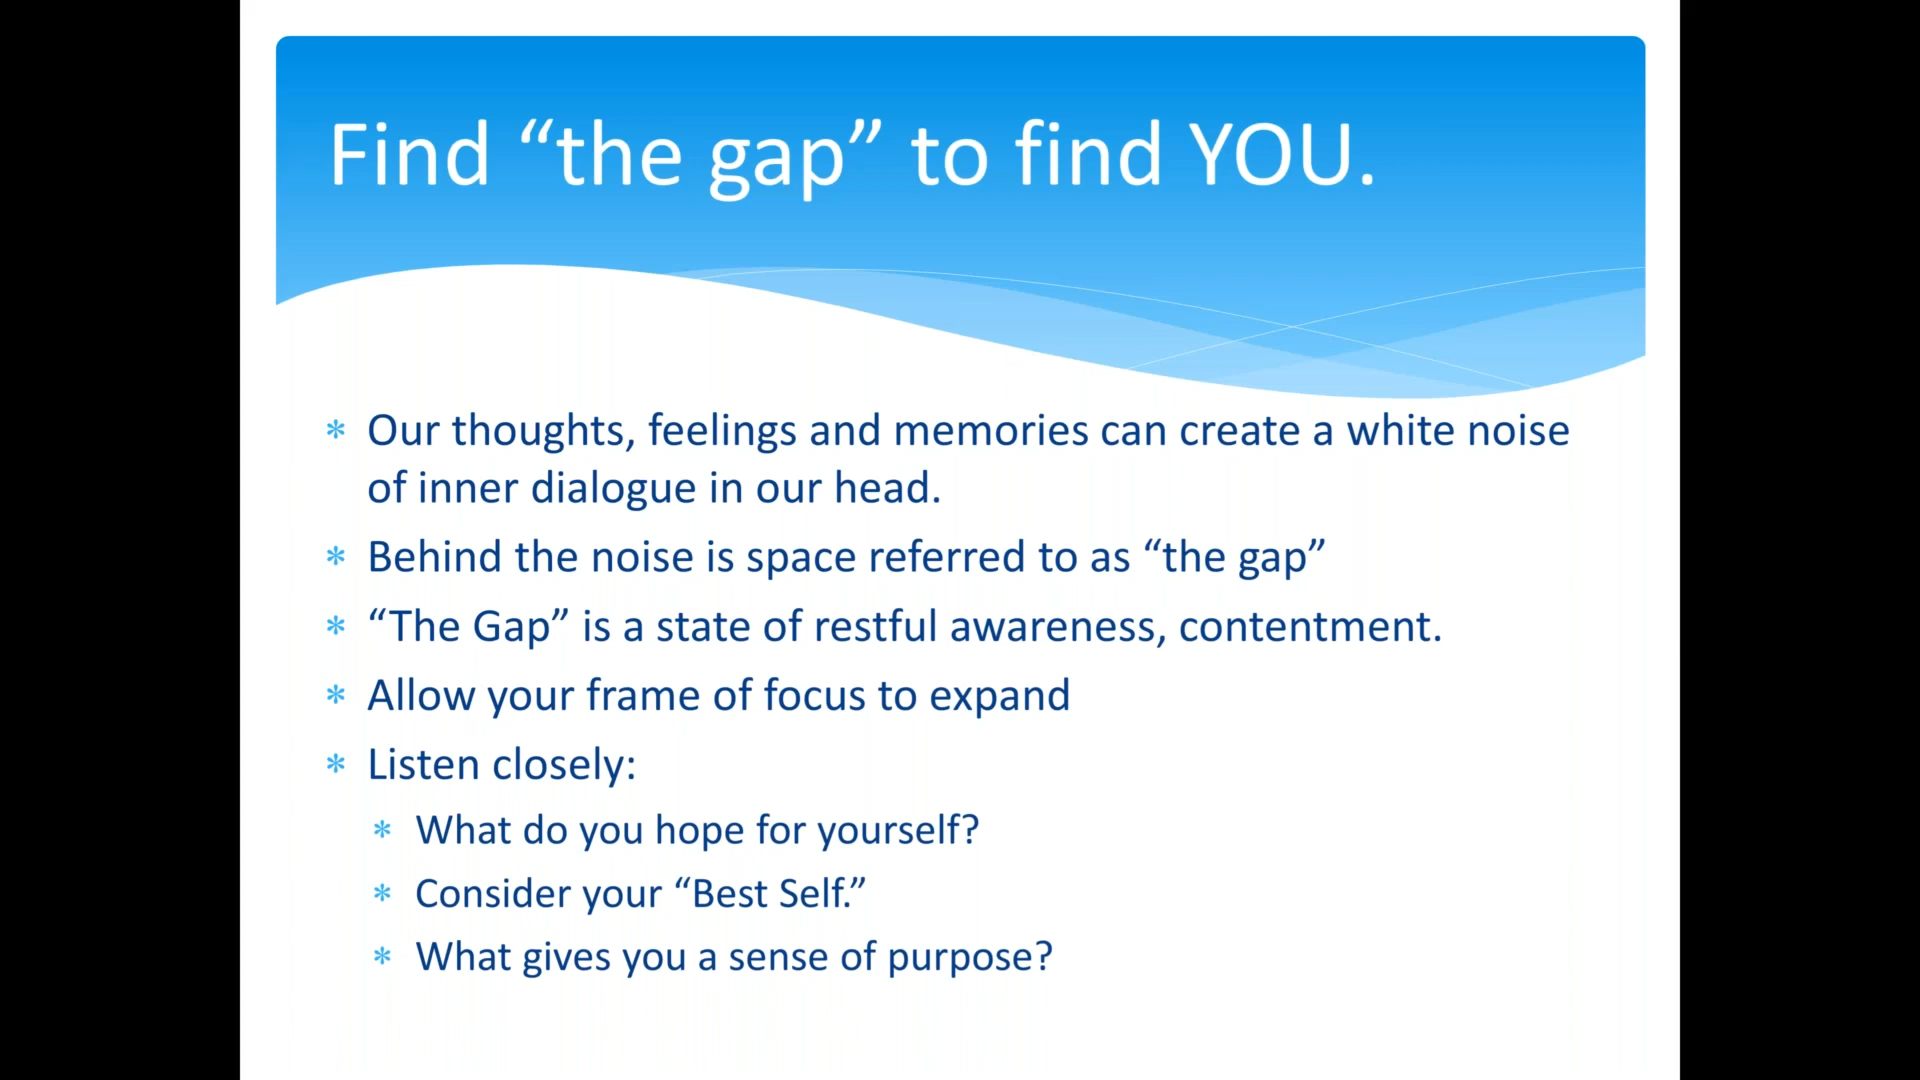 Find “the gap” to find YOU.
* Our thoughts, feelings and memories can create a white noise
of inner dialogue in our head.
* Behind the noise is space referred to as “the gap”
* “The Gap” is a state of restful awareness, contentment.
* Allow your frame of focus to expand
* Listen closely:
* What do you hope for yourself?
* Consider your “Best Self.”
* What gives you a sense of purpose?